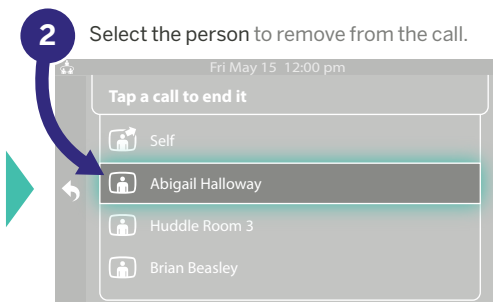 2 Select the person to remove from the call.
Fri May 15 12:00 pm
Tap a call to end it
Self
Abigail Halloway
Huddle Room 3
Brian Beasley